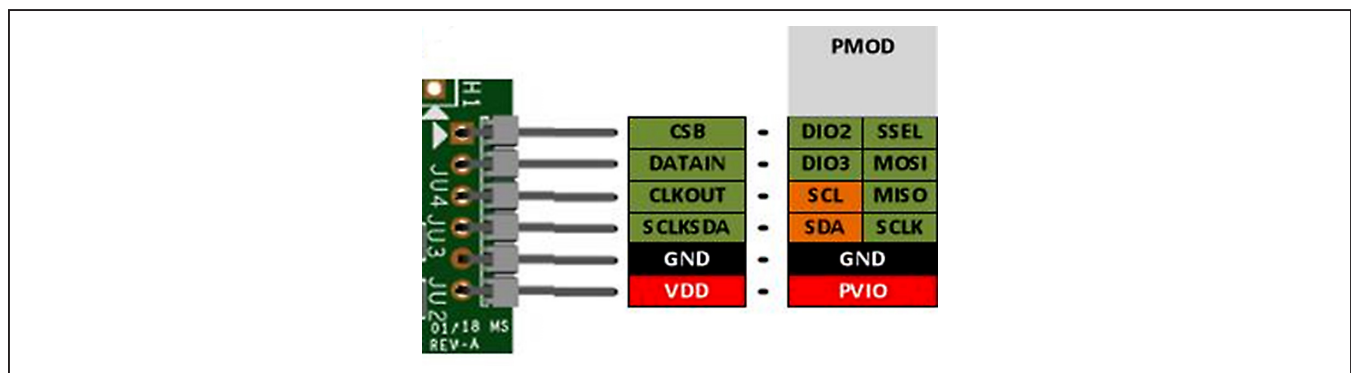 PMOD
H1
CSB - DIO2 SSEL
DATAIN - DIO3 MOSI
JU4
CLKOUT - SCL MISO
JU3
SCLKSDA - SDA SCLK
GND - GND
JU2
VDD - PVIO
01/18 MS
REV-A